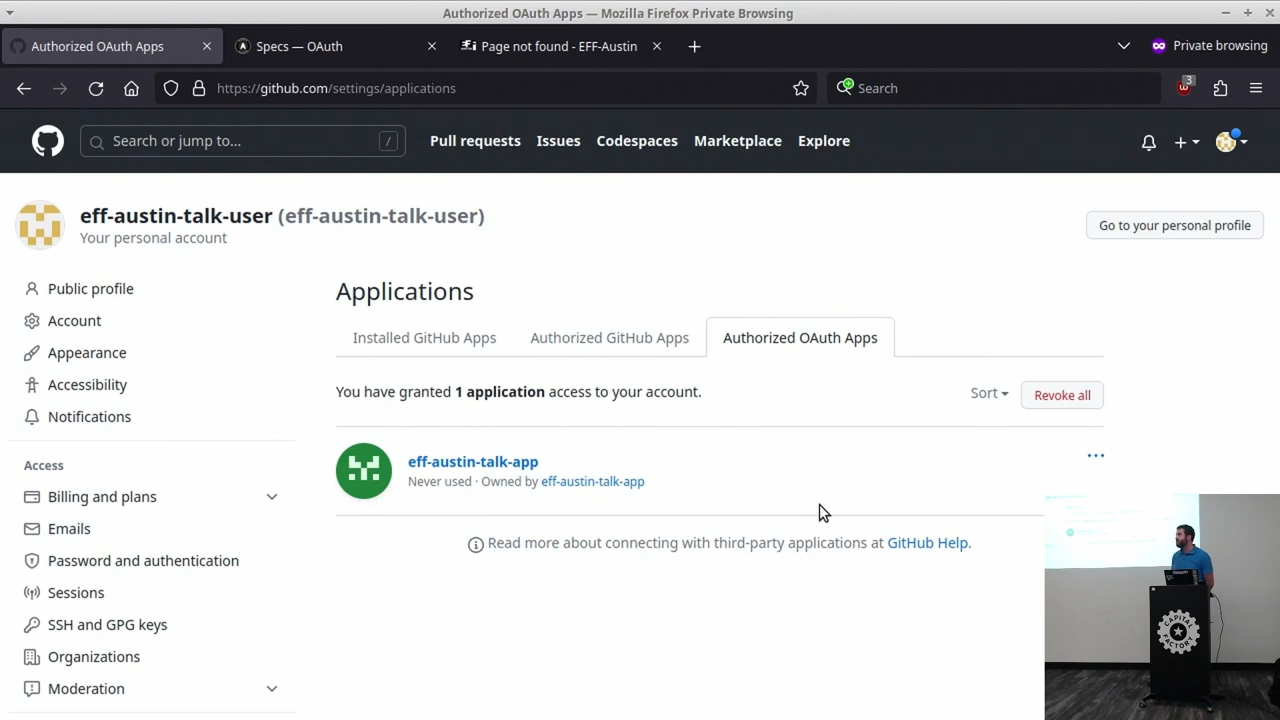 Authorized OAuth Apps — Mozilla Firefox Private Browsing
Authorized OAuth Apps
Specs — OAuth
Page not found - EFF-Austin
Private browsing
https://github.com/settings/applications
Search
3
Search or jump to...
/
Pull requests
Issues
Codespaces
Marketplace
Explore
eff-austin-talk-user (eff-austin-talk-user)
Your personal account
Go to your personal profile
Public profile
Account
Appearance
Accessibility
Notifications
Access
Billing and plans
Emails
Password and authentication
Sessions
SSH and GPG keys
Organizations
Moderation
Applications
Installed GitHub Apps
Authorized GitHub Apps
Authorized OAuth Apps
You have granted 1 application access to your account.
Sort
Revoke all
eff-austin-talk-app
Never used · Owned by eff-austin-talk-app
Read more about connecting with third-party applications at GitHub Help.
CAPITAL
FACTORY